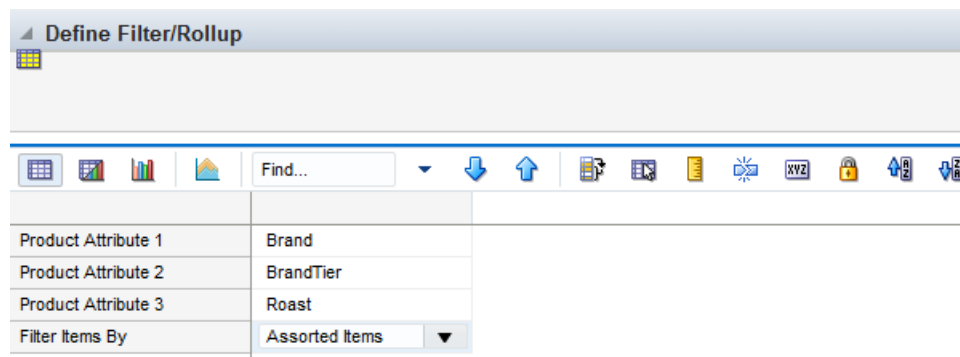 Define Filter/Rollup
Find...
XYZ
Product Attribute 1 Brand
Product Attribute 2 BrandTier
Product Attribute 3 Roast
Filter Items By Assorted Items